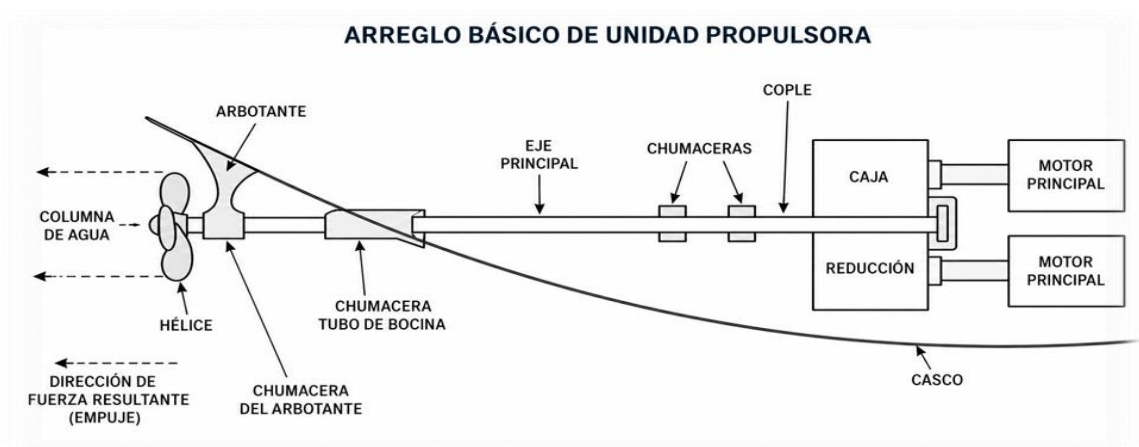 ARREGLO BÁSICO DE UNIDAD PROPULSORA
ARBOTANTE
COPLE
EJE
PRINCIPAL
CHUMACERAS
CAJA
REDUCCIÓN
MOTOR
PRINCIPAL
MOTOR
PRINCIPAL
COLUMNA
DE AGUA
HÉLICE
CHUMACERA
TUBO DE BOCINA
DIRECCIÓN DE
FUERZA RESULTANTE
(EMPUJE)
CHUMACERA
DEL ARBOTANTE
CASCO